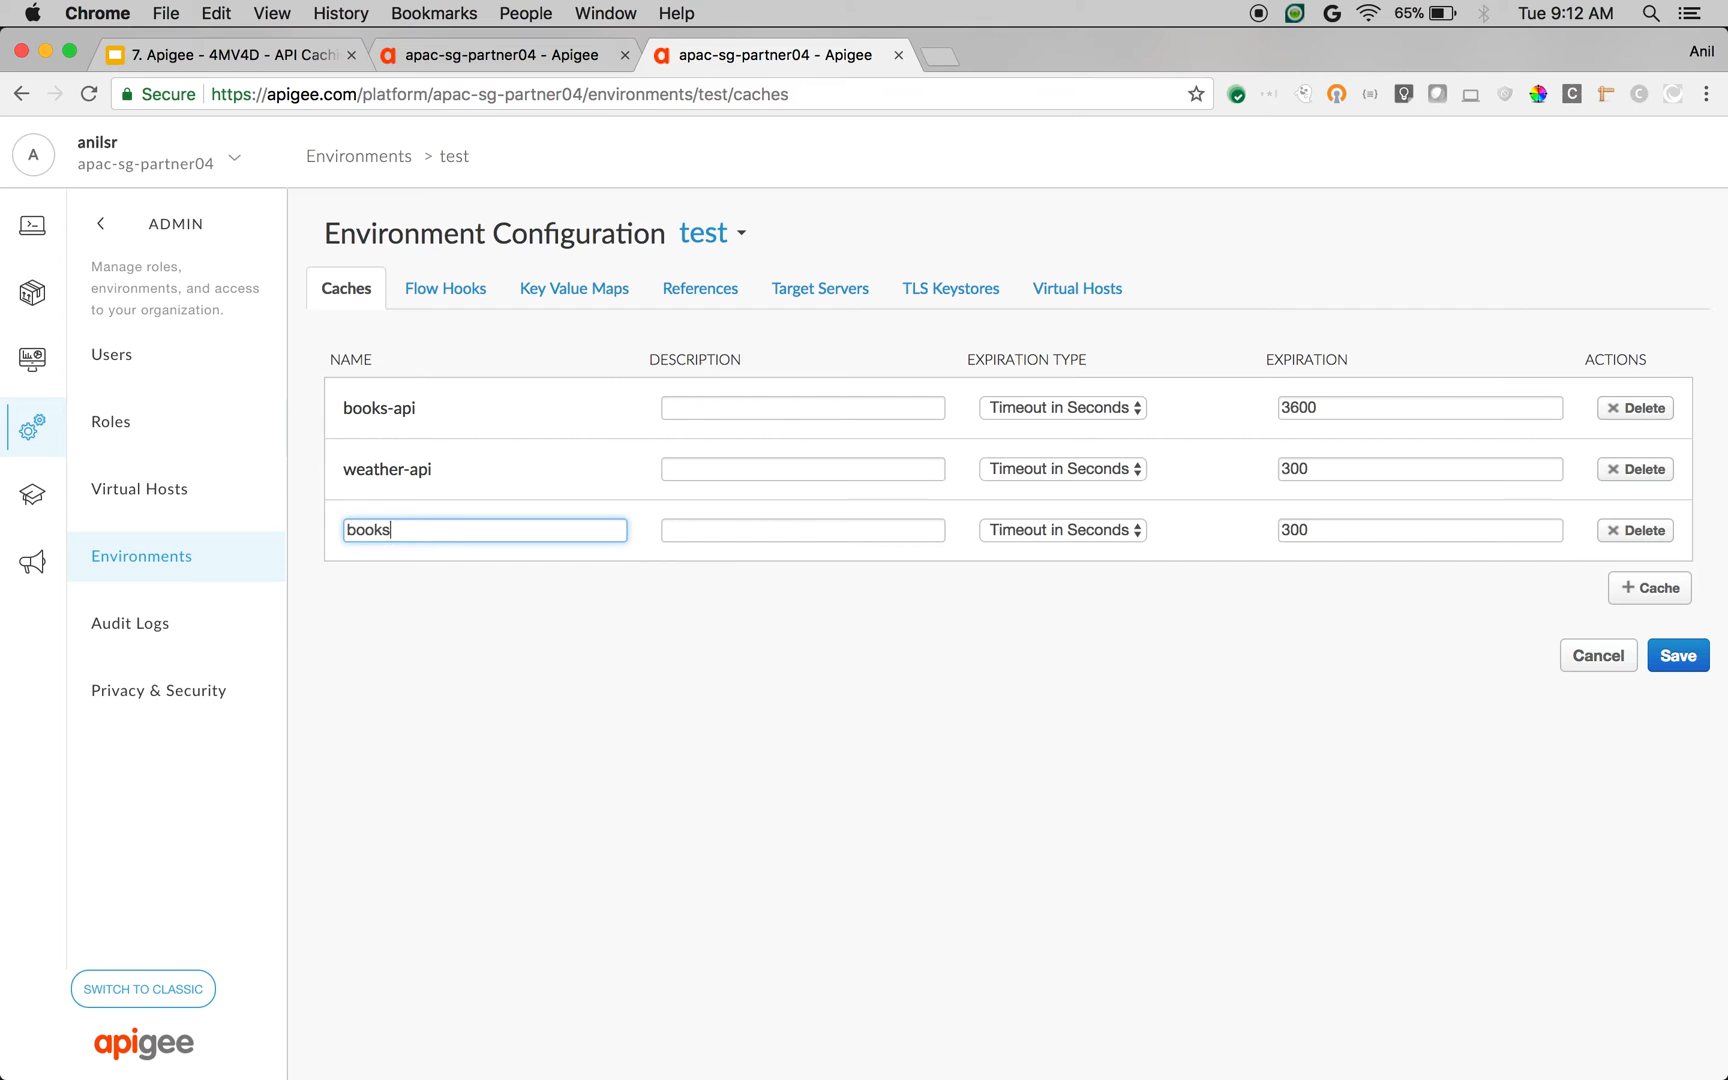 Chrome File Edit View History Bookmarks People Window Help 65% Tue 9:12 AM
7. Apigee - 4MV4D - API Cachi apac-sg-partner04 - Apigee apac-sg-partner04 - Apigee Anil
Secure https://apigee.com/platform/apac-sg-partner04/environments/test/caches
A anilsr
apac-sg-partner04
Environments > test
ADMIN
Manage roles,
environments, and access
to your organization.
Users
Roles
Virtual Hosts
Environments
Audit Logs
Privacy & Security
SWITCH TO CLASSIC
apigee
Environment Configuration test
Caches Flow Hooks Key Value Maps References Target Servers TLS Keystores Virtual Hosts
NAME DESCRIPTION EXPIRATION TYPE EXPIRATION ACTIONS
books-api Timeout in Seconds 3600 Delete
weather-api Timeout in Seconds 300 Delete
books Timeout in Seconds 300 Delete
+ Cache
Cancel Save